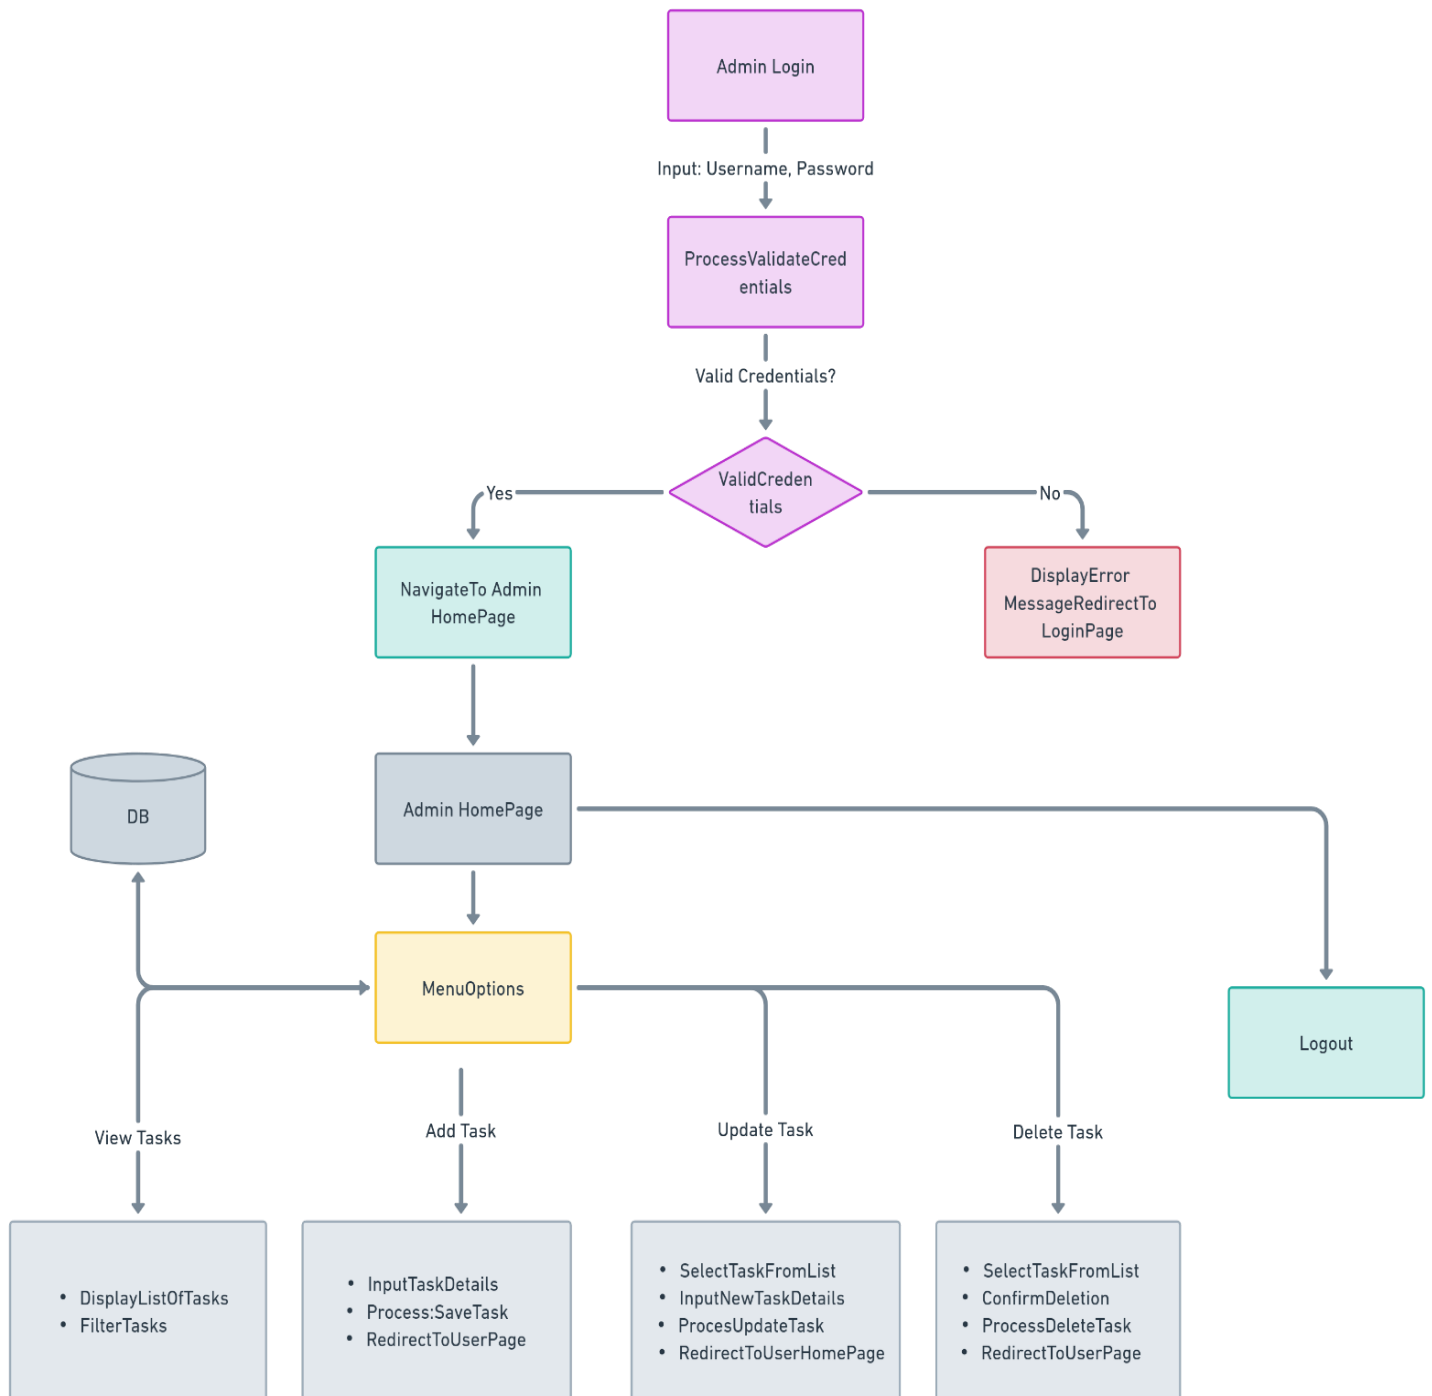 Admin Login
Input: Username, Password
ProcessValidateCred
entials
Valid Credentials?
ValidCreden
tials
Yes
No
NavigateTo Admin
HomePage
DisplayError
MessageRedirectTo
LoginPage
DB
Admin HomePage
MenuOptions
Logout
View Tasks
Add Task
Update Task
Delete Task
• DisplayListOfTasks
• FilterTasks
• InputTaskDetails
• Process:SaveTask
• RedirectToUserPage
• SelectTaskFromList
• InputNewTaskDetails
• ProcesUpdateTask
• RedirectToUserHomePage
• SelectTaskFromList
• ConfirmDeletion
• ProcessDeleteTask
• RedirectToUserPage